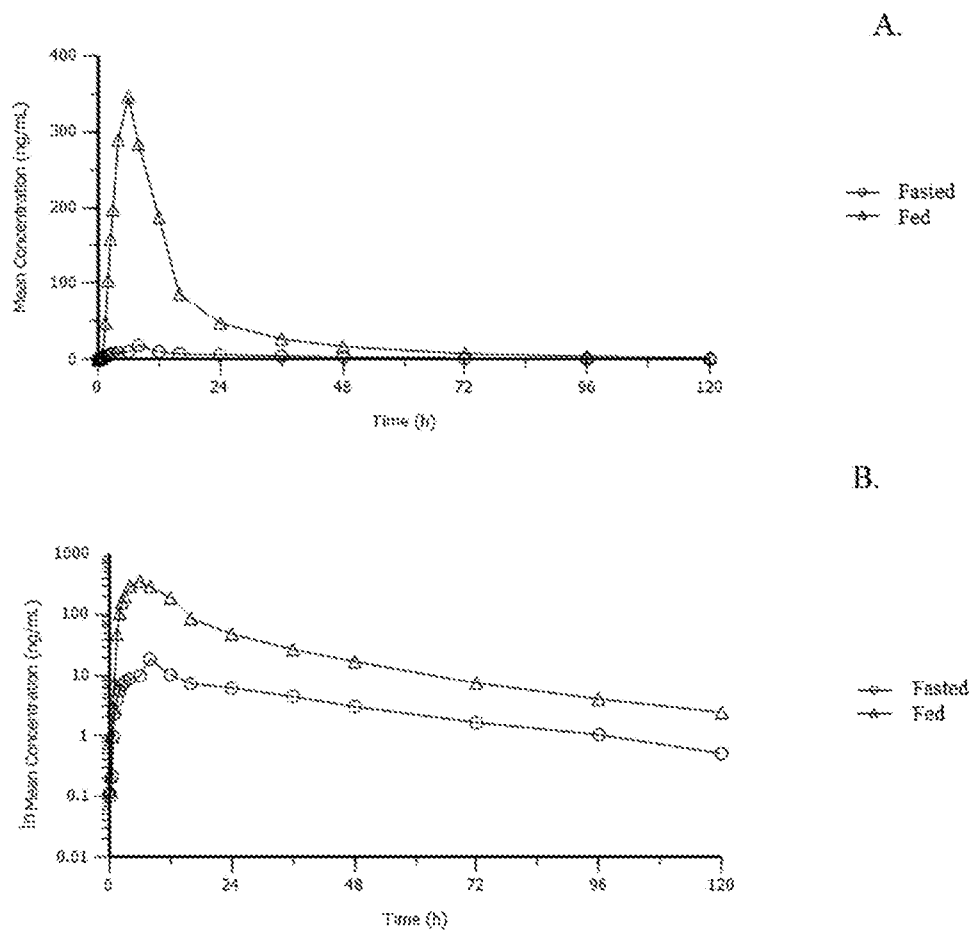 A.
400
300
200
100
0
Mean Concentration (ng/mL)
0 24 48 72 96 120
Time (h)
Fasted
Fed
B.
1000
100
10
1
0.1
0.01
ln Mean Concentration (ng/mL)
0 24 48 72 96 120
Time (h)
Fasted
Fed